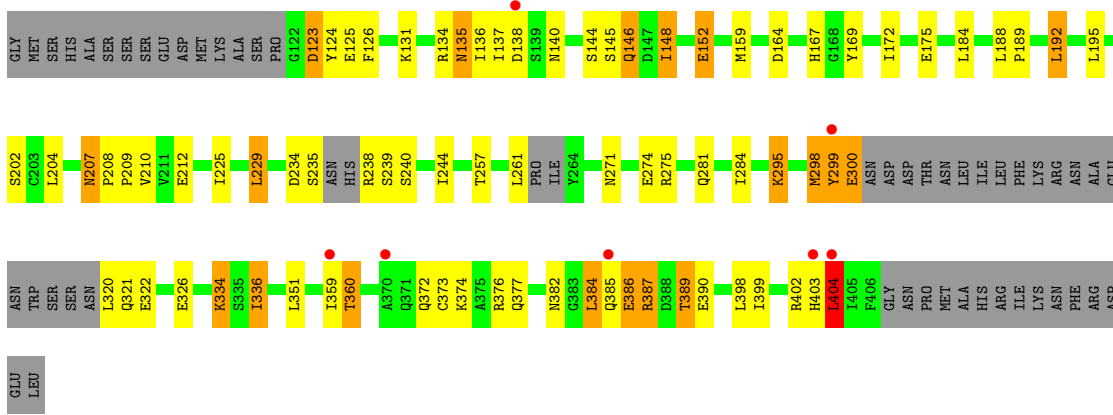 GLY MET SER HIS ALA SER SER SER GLU ASP MET LYS ALA SER PRO G122 D123 Y124 E125 F126 K131 R134 N135 I136 I137 D138 S139 N140 S144 S145 Q146 D147 I148 E152 M159 D164 H167 G168 Y169 I172 E175 L184 L188 P189 L192 L195
S202 C203 L204 N207 P208 P209 V210 V211 E212 I225 L229 D234 S235 ASN HIS R238 S239 S240 I244 T257 L261 PRO ILE Y264 N271 E274 R275 Q281 I284 K295 M298 Y299 E300 ASN ASP ASP THR ASN LEU ILE LEU PHE LYS ARG ASN ALA GLU
ASN TRP SER SER ASN L320 Q321 E322 E326 K334 S335 I336 L351 I359 T360 A370 Q371 Q372 C373 K374 A375 R376 Q377 N382 G383 L384 Q385 E386 R387 D388 T389 E390 L398 I399 R402 H403 L404 I405 F406 GLY ASN PRO MET ALA HIS ARG ILE LYS ASN PHE ARG ASP
GLU LEU